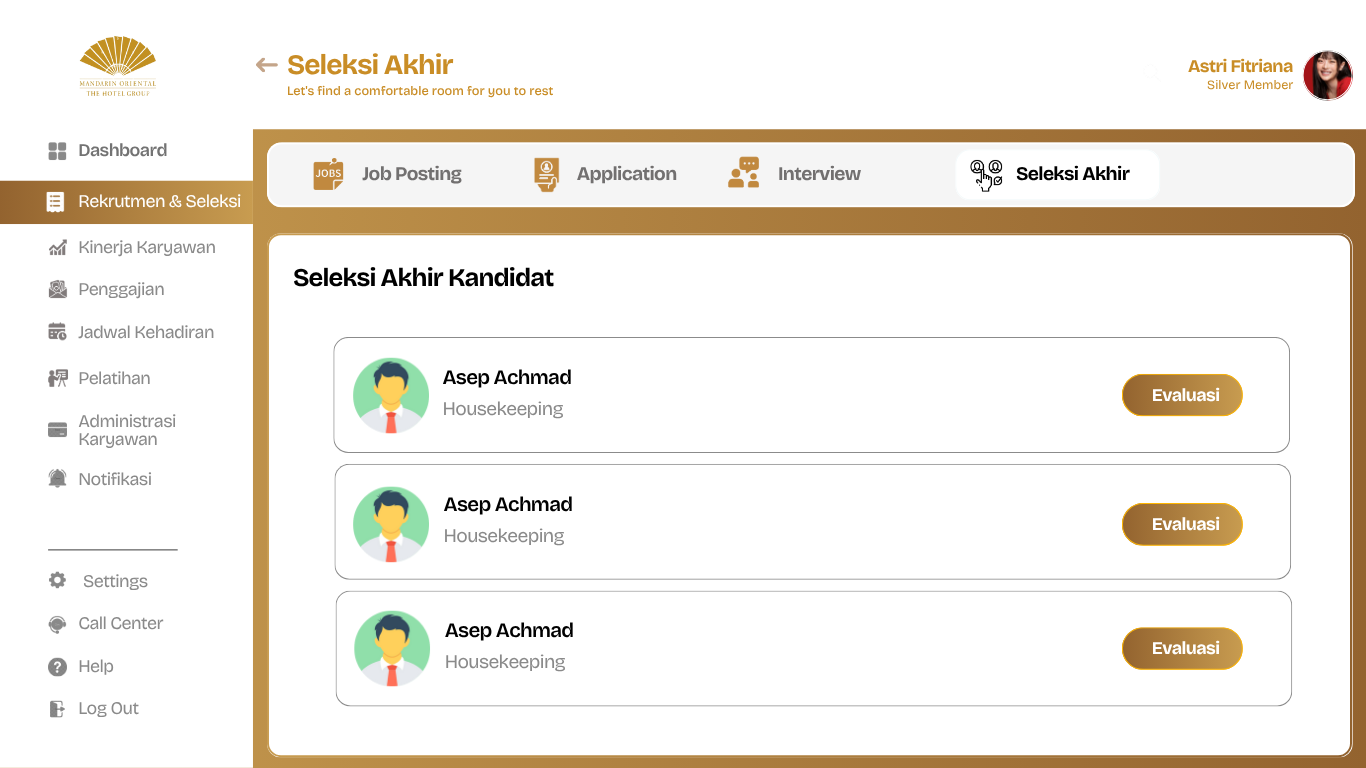 MANDARIN ORIENTAL
THE HOTEL GROUP
Seleksi Akhir
Let's find a comfortable room for you to rest
Astri Fitriana
Silver Member
Dashboard
Rekrutmen & Seleksi
Kinerja Karyawan
Penggajian
Jadwal Kehadiran
Pelatihan
Administrasi
Karyawan
Notifikasi
Settings
Call Center
Help
Log Out
JOBS
Job Posting
Application
Interview
Seleksi Akhir
Seleksi Akhir Kandidat
Asep Achmad
Housekeeping
Evaluasi
Asep Achmad
Housekeeping
Evaluasi
Asep Achmad
Housekeeping
Evaluasi